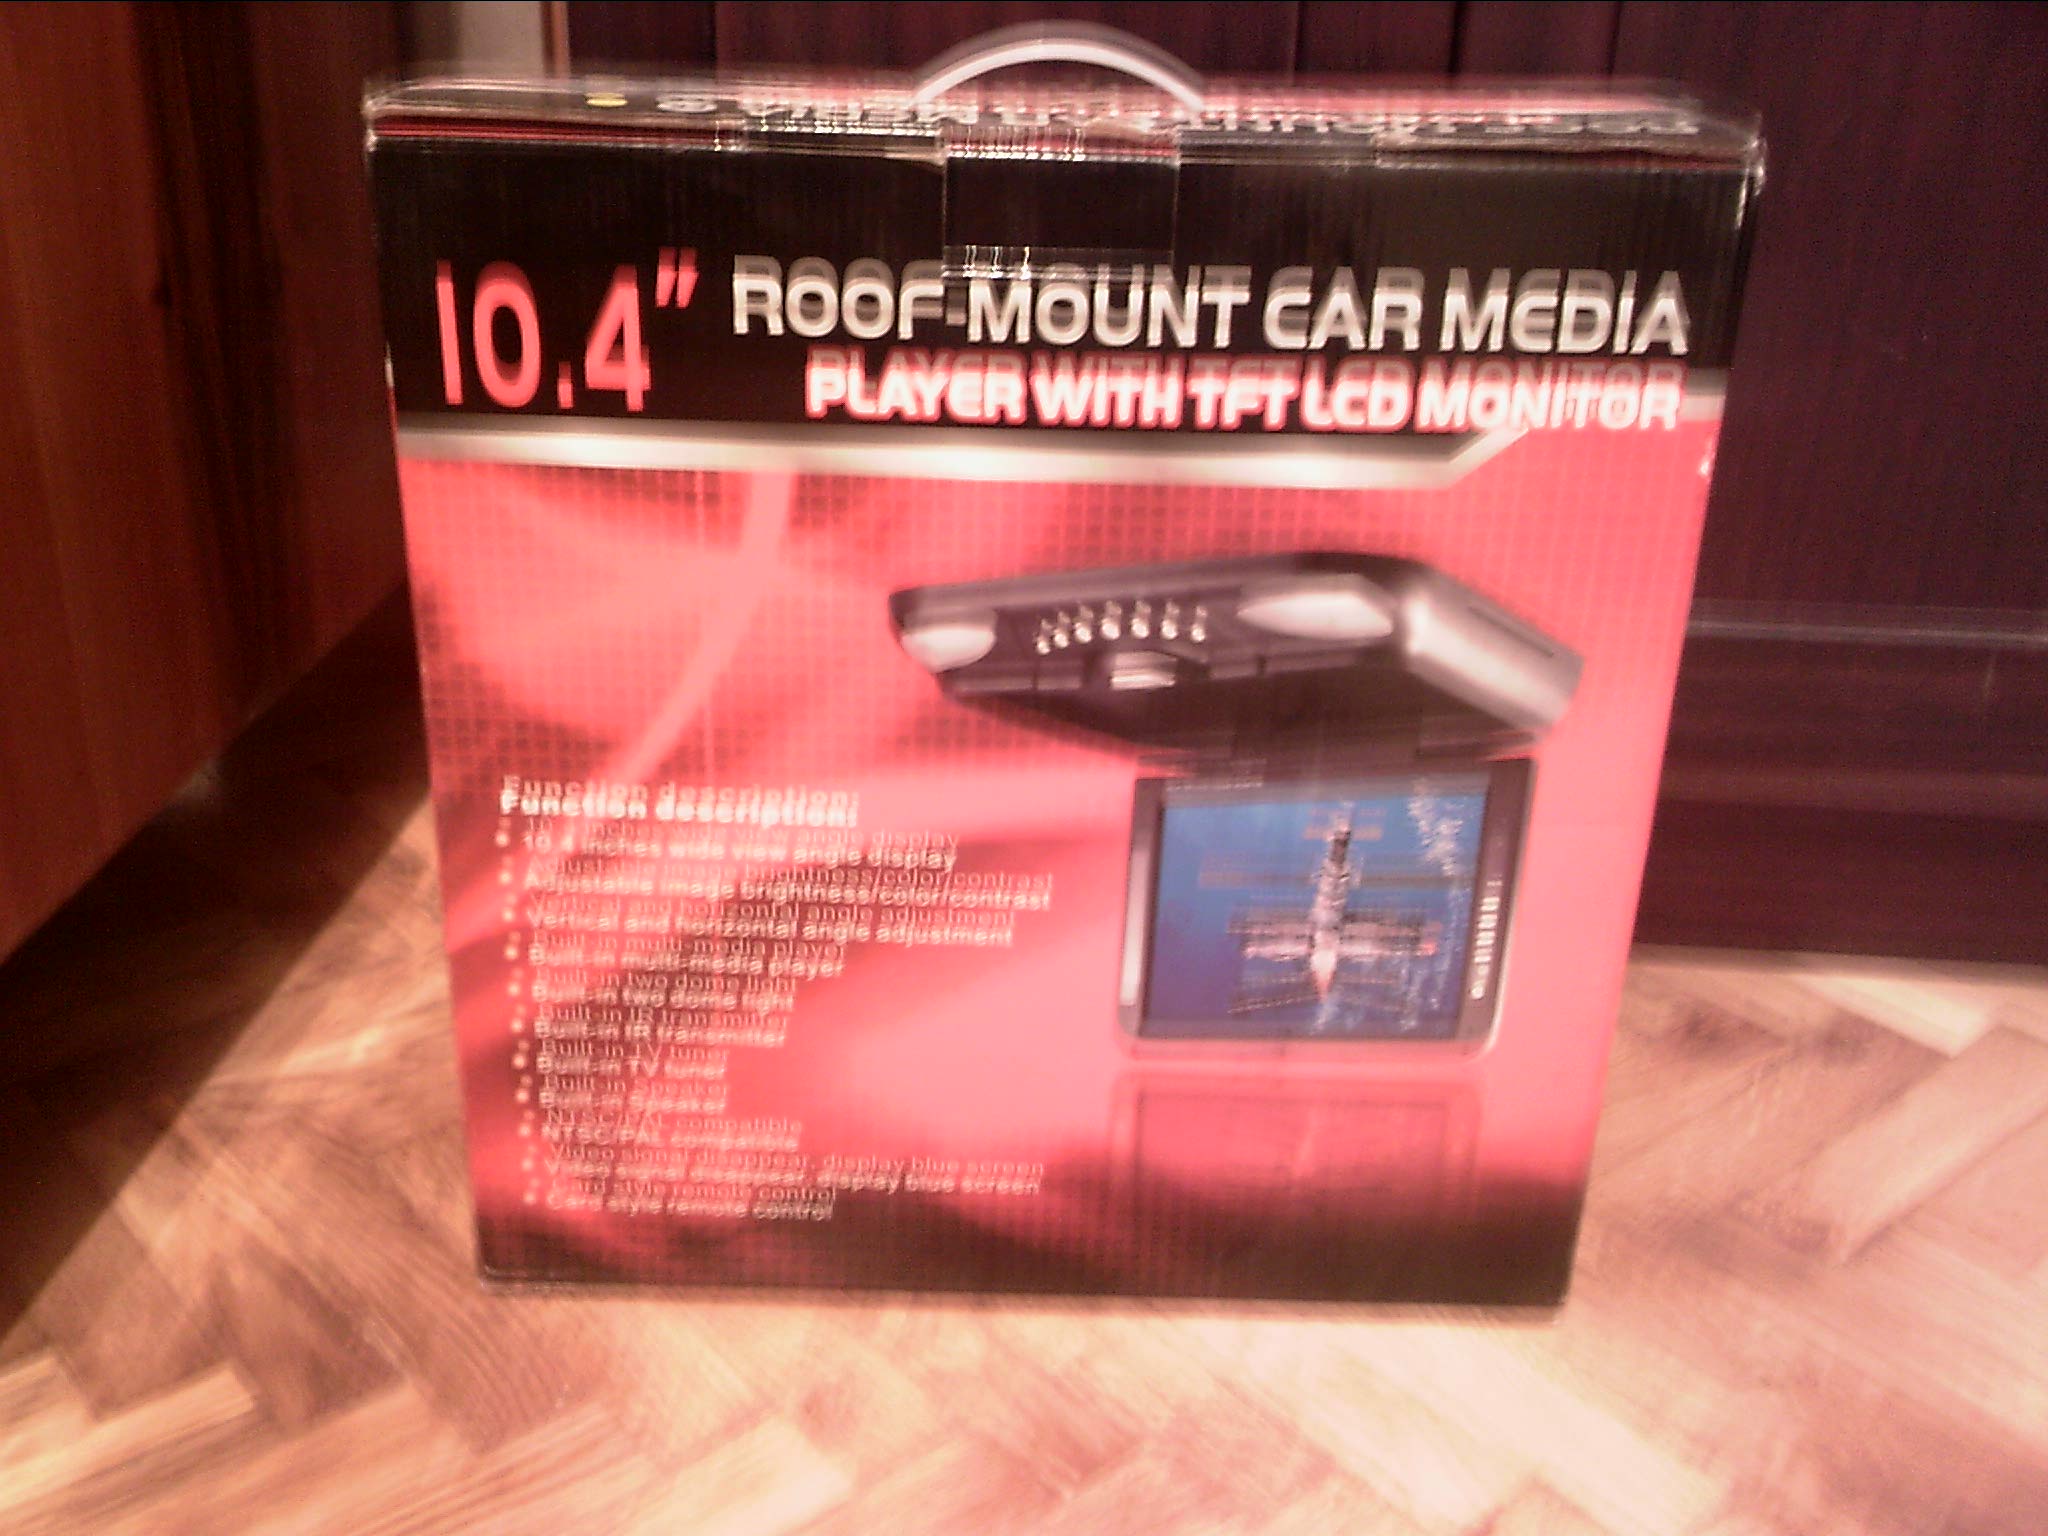 10.4" ROOF-MOUNT CAR MEDIA
PLAYER WITH TFT LCD MONITOR
Function description:
10.4 inches wide view angle display
Adjustable image brightness/color/contrast
Vertical and horizontal angle adjustment
Built-in multi-media player
Built-in two dome light
Built-in IR transmitter
Built-in TV tuner
Built-in Speaker
NTSC/PAL compatible
Video signal disappear, display blue screen
Card style remote control